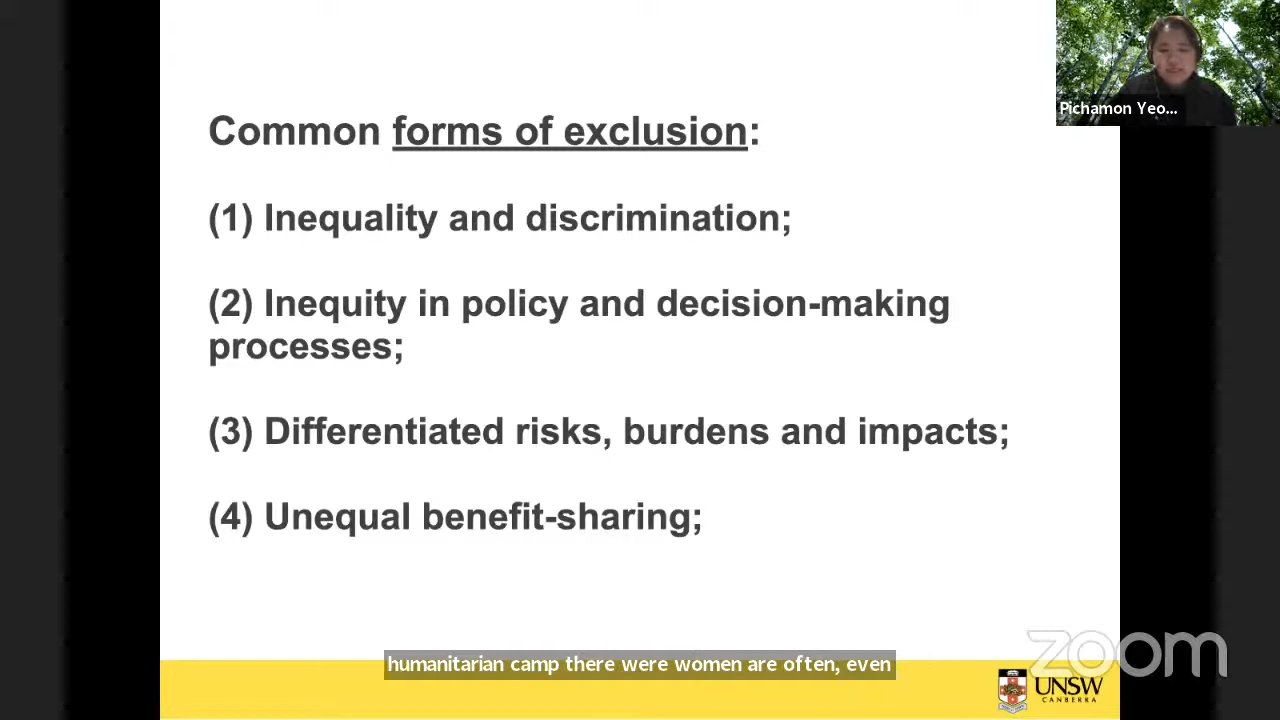 Pichamon Yeo...
Common forms of exclusion:
(1) Inequality and discrimination;
(2) Inequity in policy and decision-making
processes;
(3) Differentiated risks, burdens and impacts;
(4) Unequal benefit-sharing;
humanitarian camp there were women are often, even
zoom
UNSW
CANBERRA